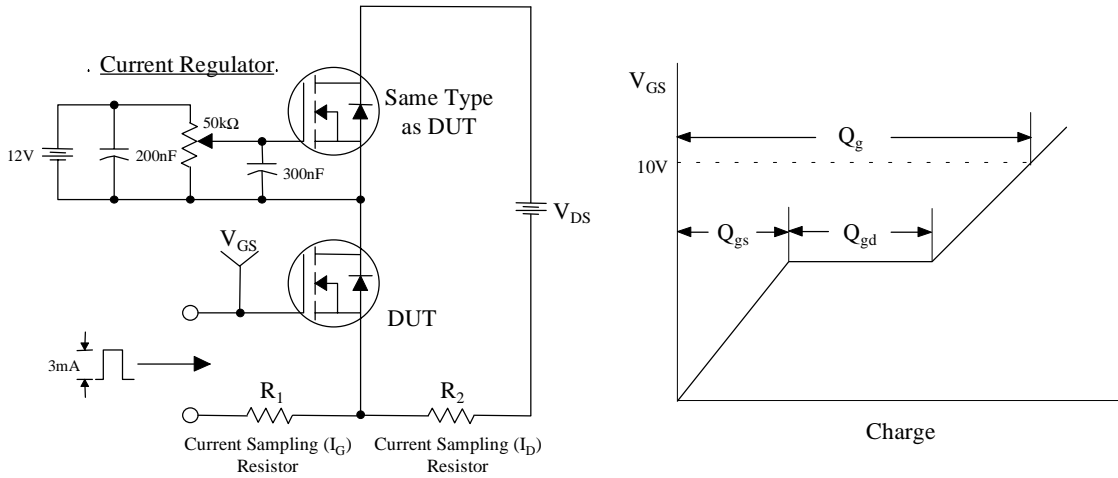 . Current Regulator.
12V
200nF
50kΩ
300nF
Same Type
as DUT
V_DS
V_GS
DUT
3mA
R_1
R_2
Current Sampling (I_G)
Resistor
Current Sampling (I_D)
Resistor
V_GS
Q_g
10V
Q_gs
Q_gd
Charge